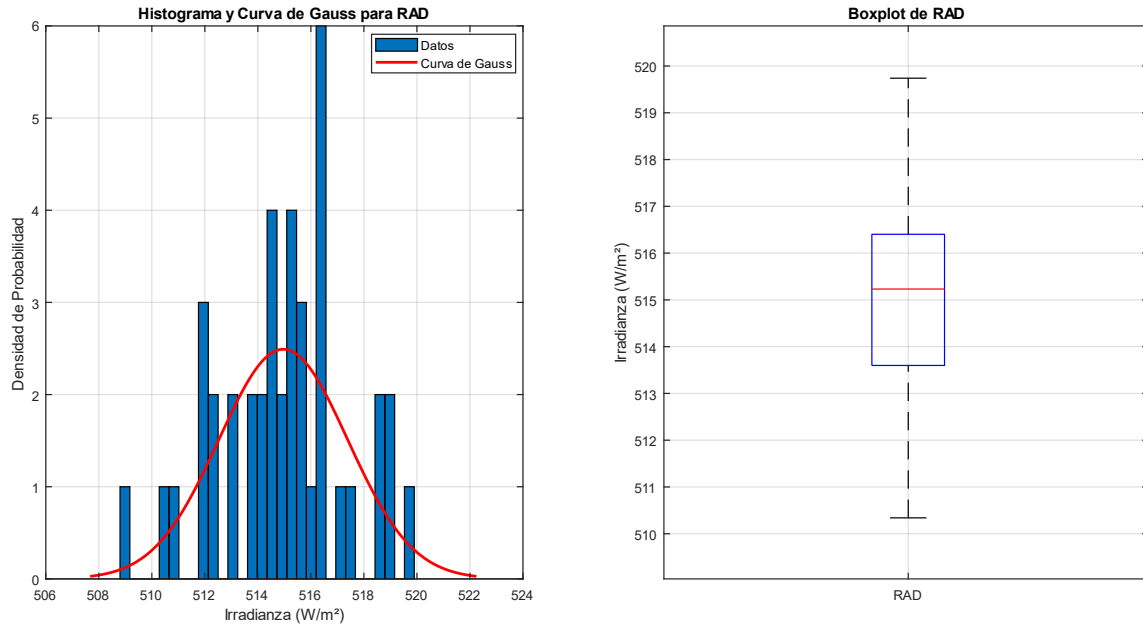 Histograma y Curva de Gauss para RAD
Datos
Curva de Gauss
Densidad de Probabilidad
6
5
4
3
2
1
0
506 508 510 512 514 516 518 520 522 524
Irradianza (W/m²)
Boxplot de RAD
Irradianza (W/m²)
520
519
518
517
516
515
514
513
512
511
510
RAD